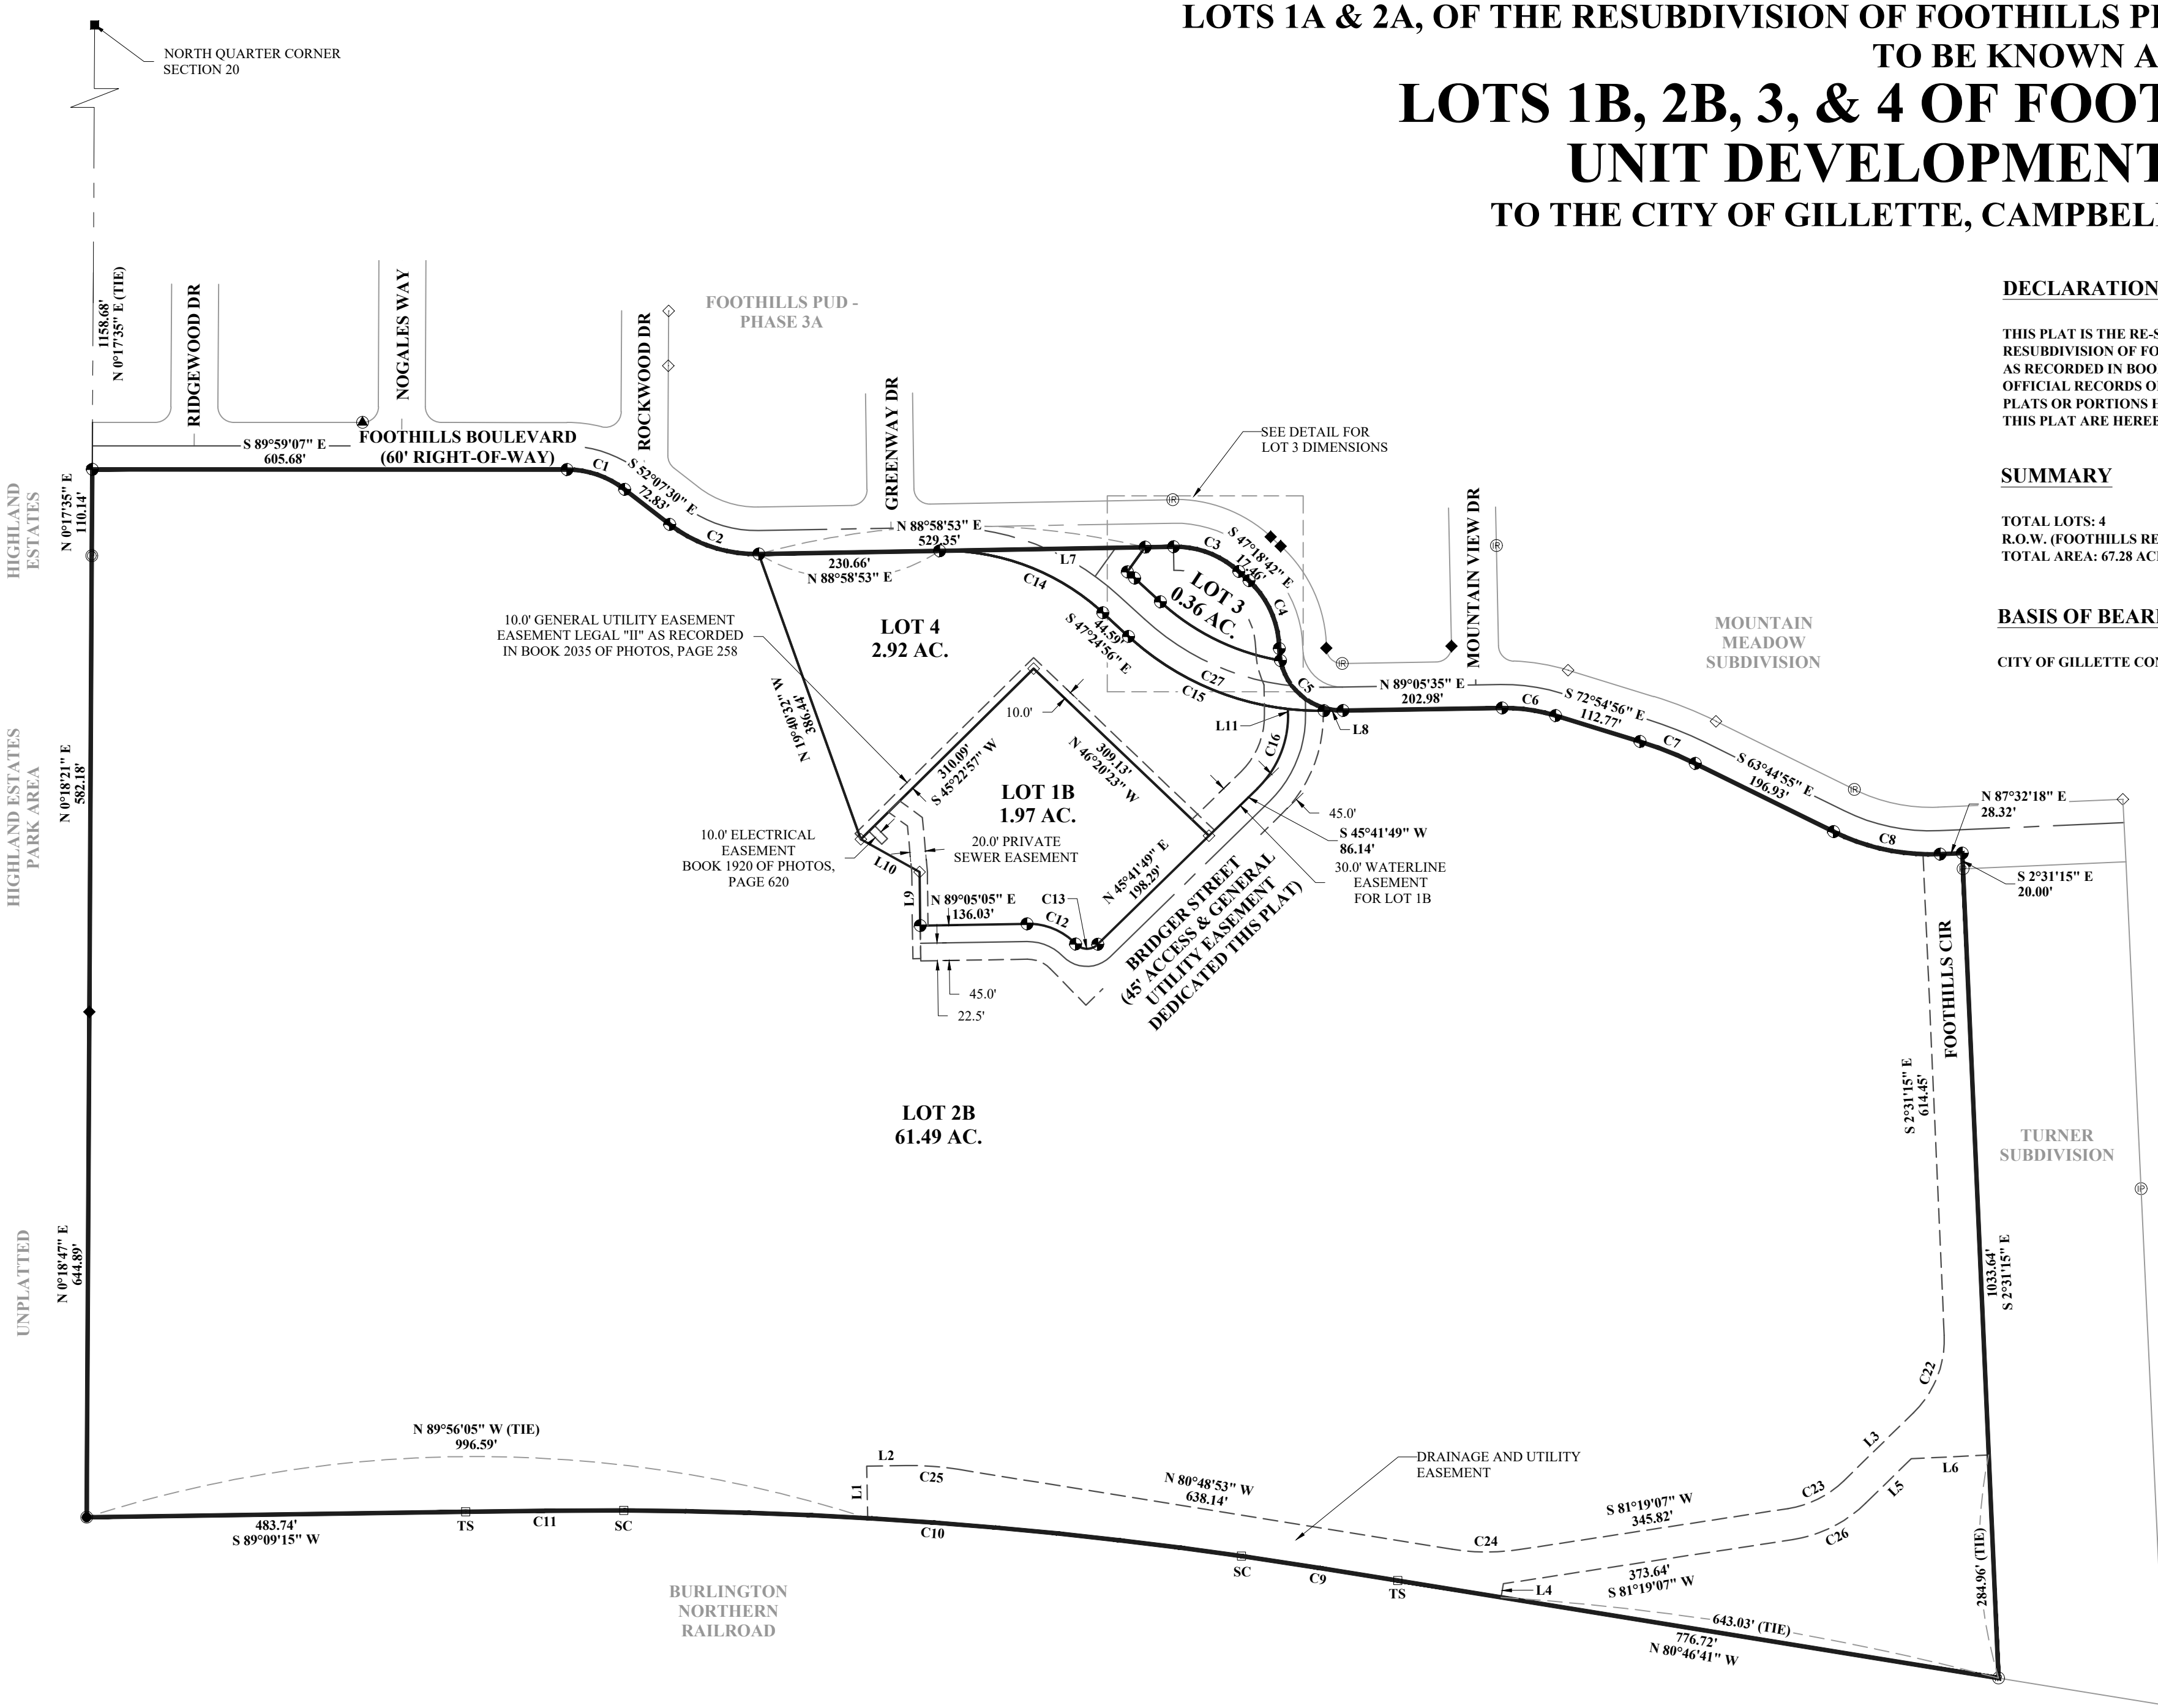 LOTS 1A & 2A, OF THE RESUBDIVISION OF FOOTHILLS
TO BE KNOWN A
LOTS 1B, 2B, 3, & 4 OF FOOT
UNIT DEVELOPMENT
TO THE CITY OF GILLETTE, CAMPBEL
NORTH QUARTER CORNER
SECTION 20
1158.68'
N 0°17'35" E (TIE)
RIDGEWOOD DR
NOGALES WAY
ROCKWOOD DR
FOOTHILLS PUD -
PHASE 3A
GREENWAY DR
MOUNTAIN VIEW DR
DECLARATION
THIS PLAT IS THE RE-S
RESUBDIVISION OF FO
AS RECORDED IN BOO
OFFICIAL RECORDS O
PLATS OR PORTIONS H
THIS PLAT ARE HEREB
SUMMARY
TOTAL LOTS: 4
R.O.W. (FOOTHILLS RE
TOTAL AREA: 67.28 AC
BASIS OF BEAR
CITY OF GILLETTE CO
S 89°59'07" E
605.68'
FOOTHILLS BOULEVARD
(60' RIGHT-OF-WAY)
C1
S 52°07'30" E
72.83'
C2
SEE DETAIL FOR
LOT 3 DIMENSIONS
IR
IR
IR
IR
N 88°58'53" E
529.35'
230.66'
N 88°58'53" E
L7
C14
C3
S 47°18'42" E
17.46'
C4
LOT 3
0.36 AC.
44.59'
S 47°24'56" E
HIGHLAND
ESTATES
N 0°17'35" E
110.14'
10.0' GENERAL UTILITY EASEMENT
EASEMENT LEGAL "II" AS RECORDED
IN BOOK 2035 OF PHOTOS, PAGE 258
LOT 4
2.92 AC.
N 19°40'32" W
386.44'
C27
C15
C5
N 89°05'35" E
202.98'
C6
S 72°54'56" E
112.77'
C7
S 63°44'55" E
196.93'
C8
MOUNTAIN
MEADOW
SUBDIVISION
N 87°32'18" E
28.32'
S 2°31'15" E
20.00'
10.0'
L11
L8
C16
310.09'
S 45°22'57" W
309.13'
N 46°20'23" W
LOT 1B
1.97 AC.
HIGHLAND ESTATES
PARK AREA
N 0°18'21" E
582.18'
10.0' ELECTRICAL
EASEMENT
BOOK 1920 OF PHOTOS,
PAGE 620
20.0' PRIVATE
SEWER EASEMENT
45.0'
S 45°41'49" W
86.14'
30.0' WATERLINE
EASEMENT
FOR LOT 1B
L10
L9
N 89°05'05" E
136.03'
C13
C12
N 45°41'49" E
198.29'
BRIDGER STREET
(45' ACCESS & GENERAL
UTILITY EASEMENT
DEDICATED THIS PLAT)
45.0'
22.5'
FOOTHILLS CIR
S 2°31'15" E
614.45'
LOT 2B
61.49 AC.
TURNER
SUBDIVISION
IP
UNPLATTED
N 0°18'47" E
644.89'
1033.64'
S 2°31'15" E
C22
N 89°56'05" W (TIE)
996.59'
L1
L2
C25
N 80°48'53" W
638.14'
DRAINAGE AND UTILITY
EASEMENT
L3
C23
L5
L6
S 81°19'07" W
345.82'
C24
C26
483.74'
S 89°09'15" W
TS
C11
SC
C10
SC
C9
TS
L4
373.64'
S 81°19'07" W
284.96' (TIE)
643.03' (TIE)
776.72'
N 80°46'41" W
BURLINGTON
NORTHERN
RAILROAD